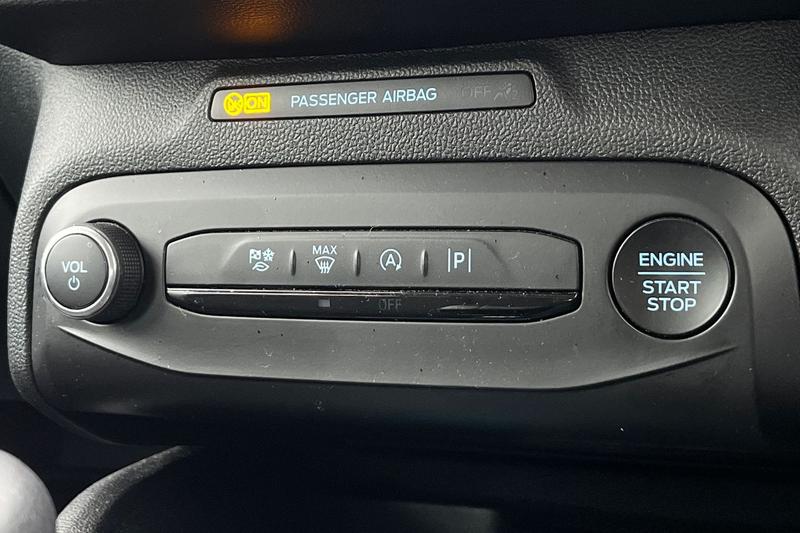 ON PASSENGER AIRBAG OFF
VOL
MAX
A
P
OFF
ENGINE
START
STOP